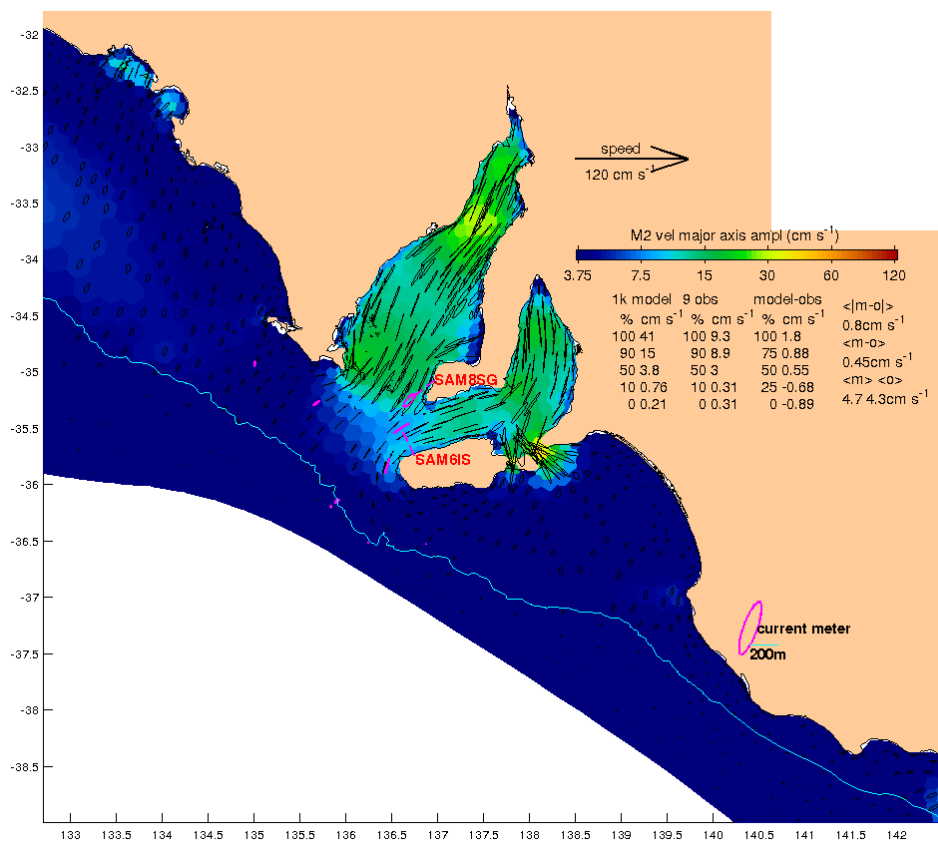 -32
-32.5
-33
-33.5
-34
-34.5
-35
-35.5
-36
-36.5
-37
-37.5
-38
-38.5
133 133.5 134 134.5 135 135.5 136 136.5 137 137.5 138 138.5 139 139.5 140 140.5 141 141.5 142
speed
120 cm s⁻¹
M2 vel major axis ampl (cm s⁻¹)
3.75 7.5 15 30 60 120
1k model 9 obs model-obs
% cm s⁻¹ % cm s⁻¹ % cm s⁻¹
100 41 100 9.3 100 1.8
90 15 90 8.9 75 0.88
50 3.8 50 3 50 0.55
10 0.76 10 0.31 25 -0.68
0 0.21 0 0.31 0 -0.89
<|m-o|>
0.8cm s⁻¹
<m-o>
0.45cm s⁻¹
<m> <o>
4.7 4.3cm s⁻¹
SAM8SG
SAM6IS
current meter
200m